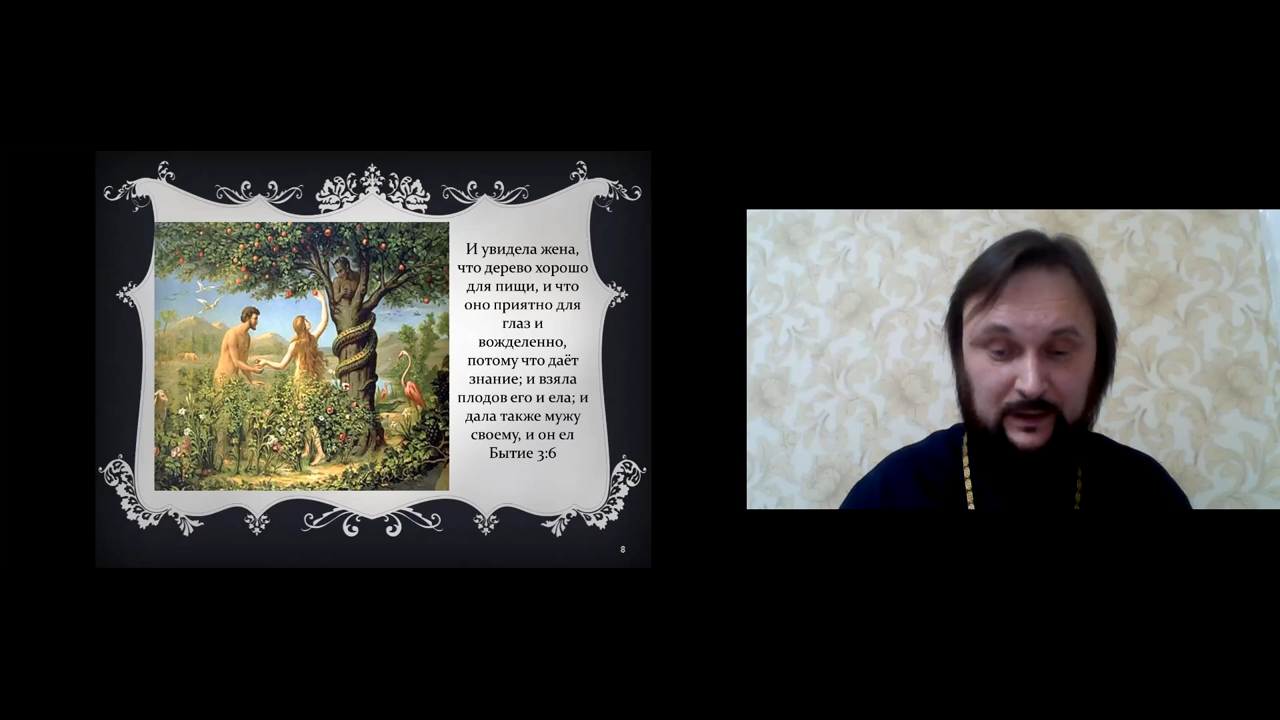 И увидела жена,
что дерево хорошо
для пищи, и что
оно приятно для
глаз и
вожделенно,
потому что даёт
знание; и взяла
плодов его и ела; и
дала также мужу
своему, и он ел
Бытие 3:6
8